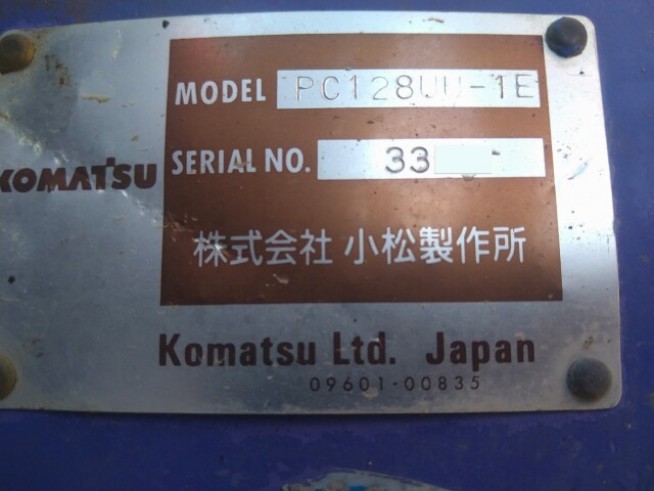 MODEL PC128UU-1E
KOMATSU
SERIAL NO. 33
株式会社 小松製作所
Komatsu Ltd. Japan
09601-00835